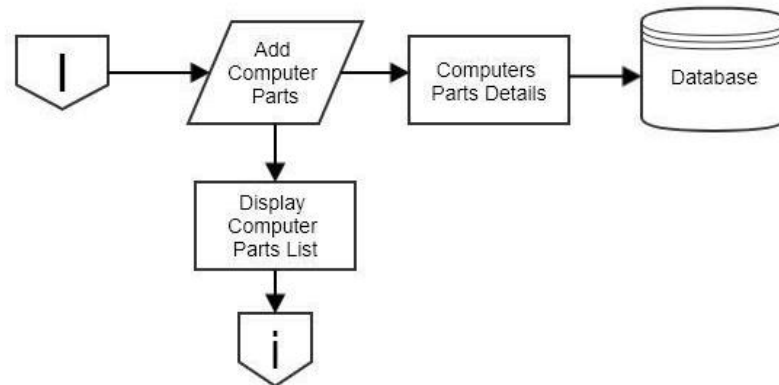 I
Add
Computer
Parts
Computers
Parts Details
Database
Display
Computer
Parts List
i